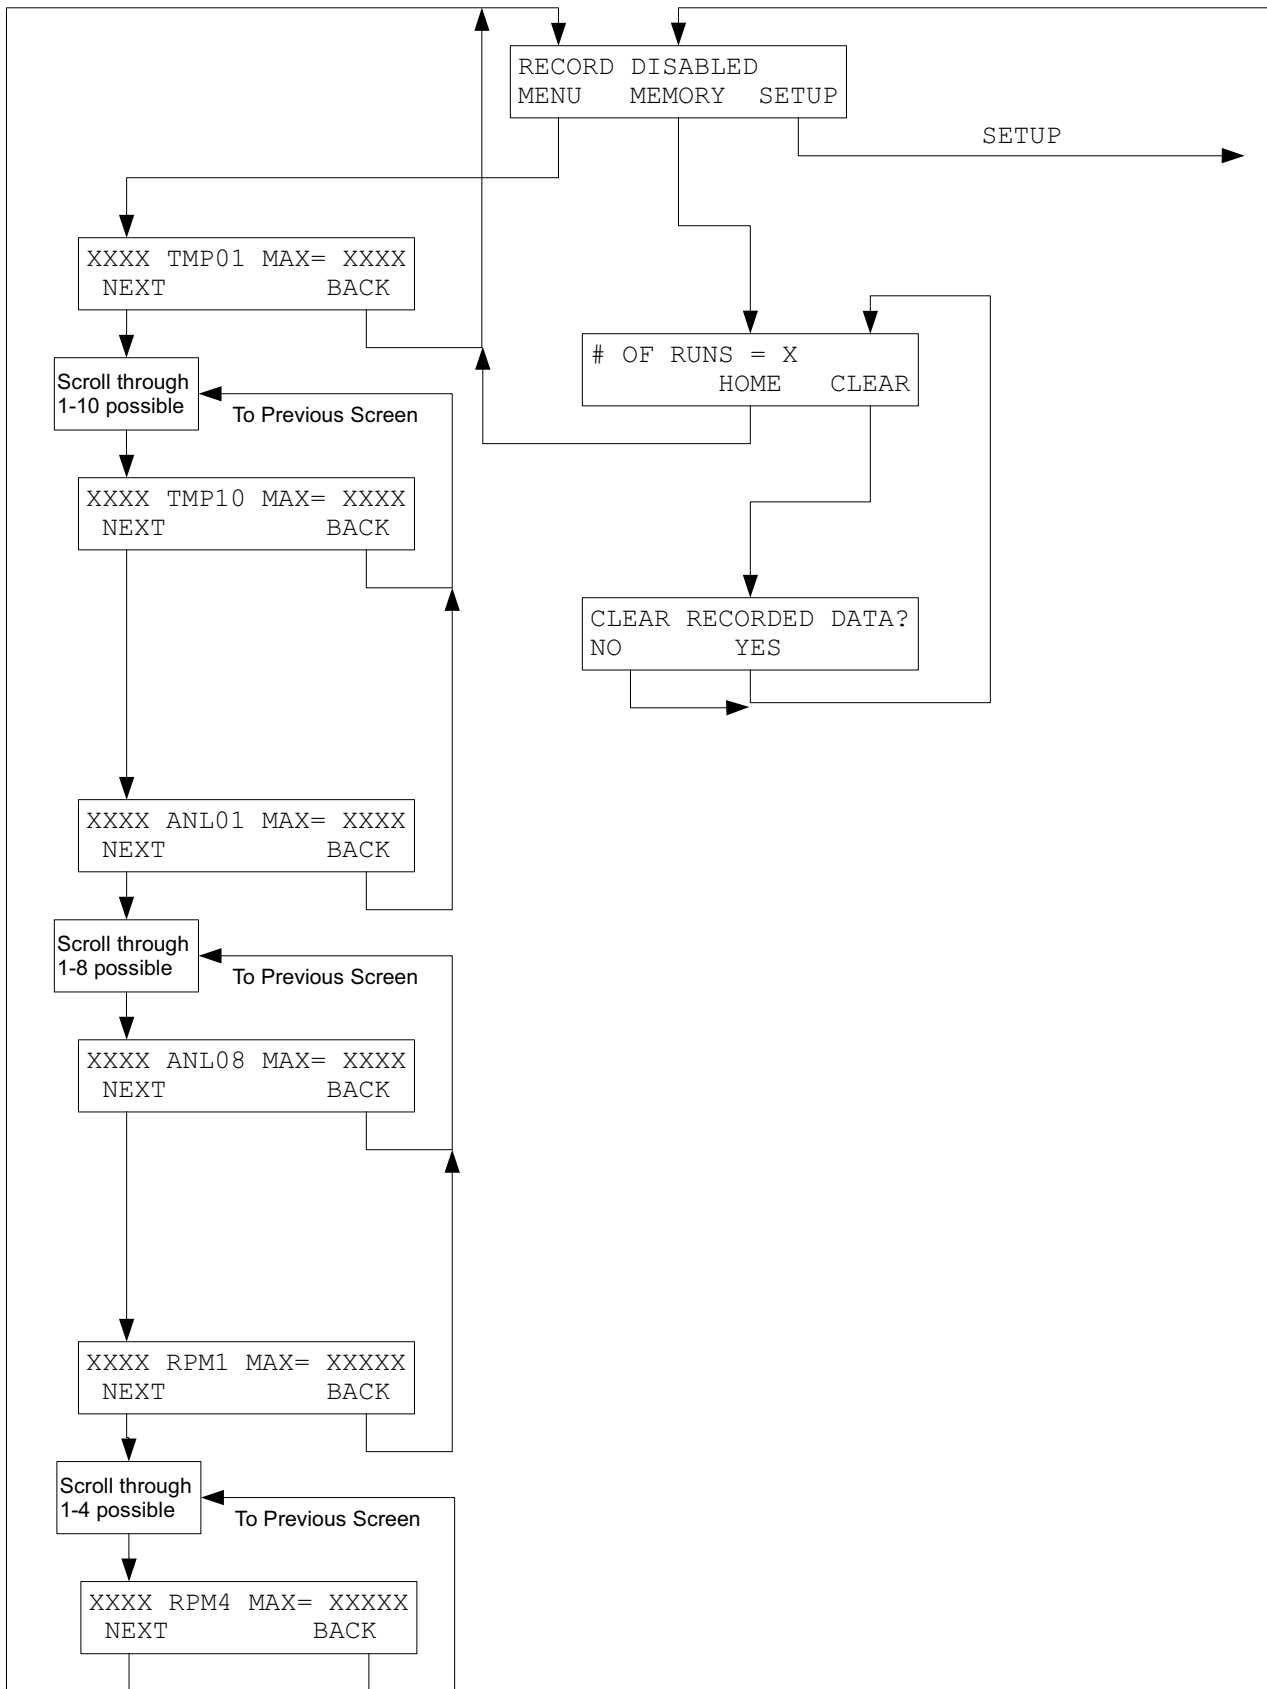 RECORD DISABLED
MENU MEMORY SETUP
SETUP
XXXX TMP01 MAX= XXXX
NEXT BACK
Scroll through
1-10 possible
To Previous Screen
# OF RUNS = X
HOME CLEAR
XXXX TMP10 MAX= XXXX
NEXT BACK
CLEAR RECORDED DATA?
NO YES
XXXX ANL01 MAX= XXXX
NEXT BACK
Scroll through
1-8 possible
To Previous Screen
XXXX ANL08 MAX= XXXX
NEXT BACK
XXXX RPM1 MAX= XXXXX
NEXT BACK
Scroll through
1-4 possible
To Previous Screen
XXXX RPM4 MAX= XXXXX
NEXT BACK